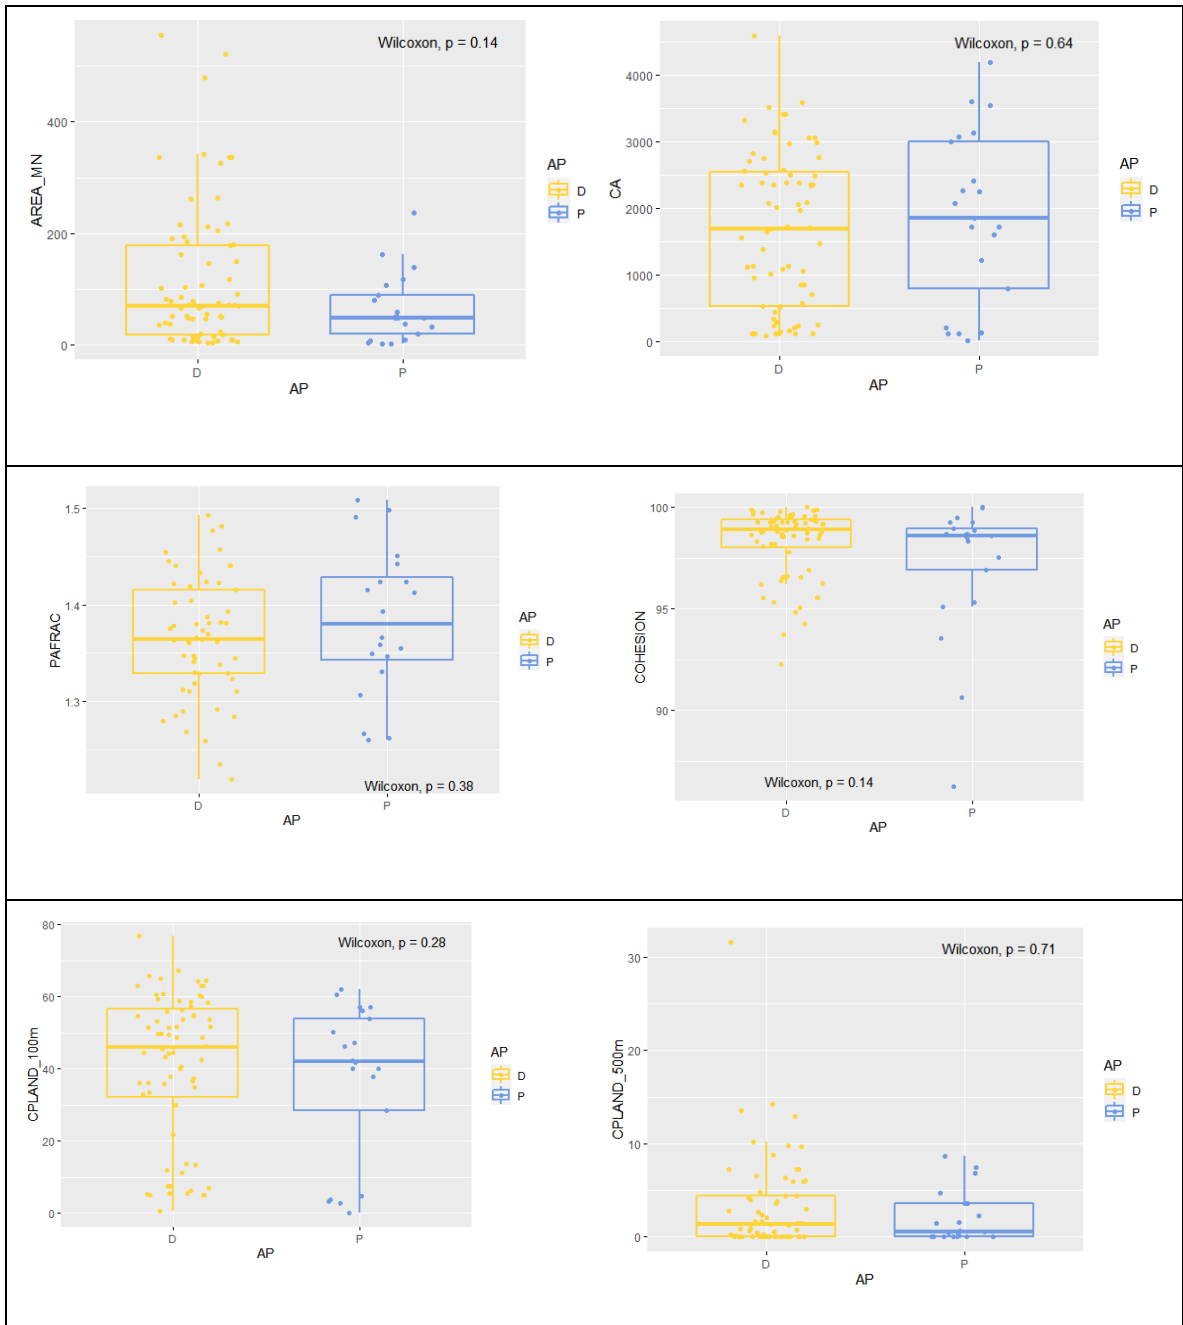 Wilcoxon, p = 0.14
AREA_MN
400
200
0
D
P
AP
AP
D
P
Wilcoxon, p = 0.64
CA
4000
3000
2000
1000
0
D
P
AP
AP
D
P
PAFRAC
1.5
1.4
1.3
Wilcoxon, p = 0.38
D
P
AP
AP
D
P
COHESION
100
95
90
Wilcoxon, p = 0.14
D
P
AP
AP
D
P
Wilcoxon, p = 0.28
CPLAND_100m
80
60
40
20
0
D
P
AP
AP
D
P
Wilcoxon, p = 0.71
CPLAND_500m
30
20
10
0
D
P
AP
AP
D
P